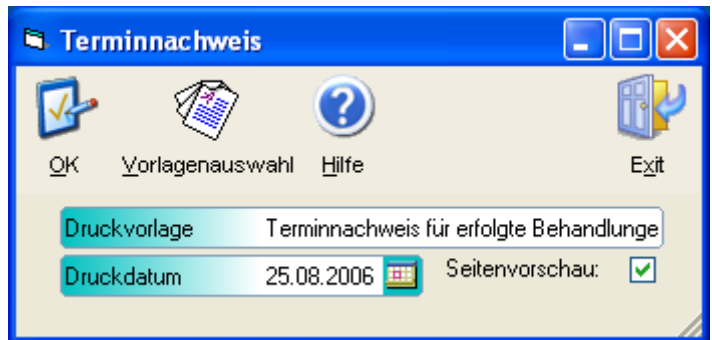 Terminnachweis
OK Vorlagenauswahl Hilfe Exit
Druckvorlage Terminnachweis für erfolgte Behandlunge
Druckdatum 25.08.2006 Seitenvorschau: